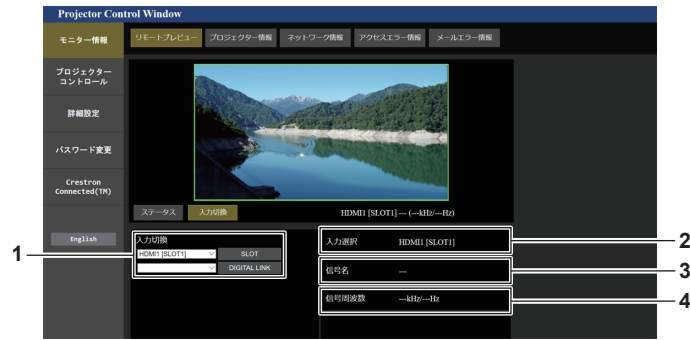 Projector Control Window
モニター情報
リモートプレビュー プロジェクター情報 ネットワーク情報 アクセスエラー情報 メールエラー情報
プロジェクター
コントロール
詳細設定
パスワード変更
Crestron
Connected(TM)
English
ステータス 入力切換 HDMI1 [SLOT1] --- (---kHz/---Hz)
1
入力切換
HDMI1 [SLOT1] SLOT
DIGITAL LINK
入力選択 HDMI1 [SLOT1] 2
信号名 --- 3
信号周波数 ---kHz/---Hz 4